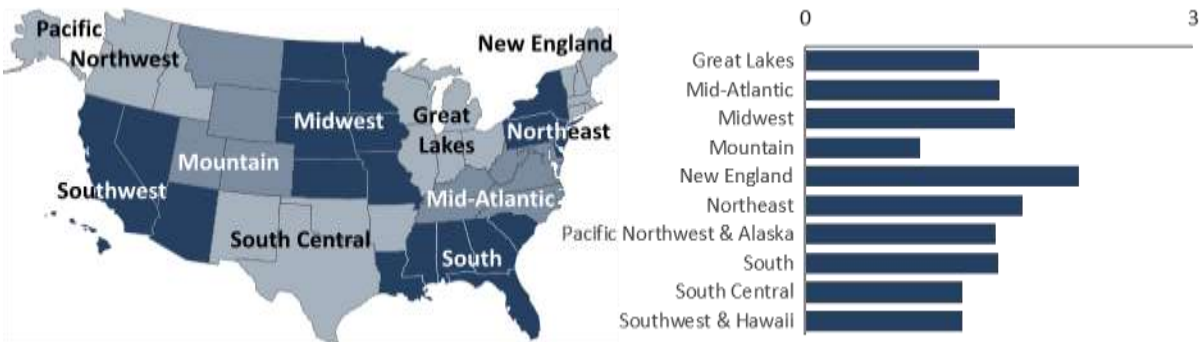 Pacific
Northwest
New England
Midwest
Great
Lakes
Northeast
Mountain
Southwest
Mid-Atlantic
South Central
South
0
3
Great Lakes
Mid-Atlantic
Midwest
Mountain
New England
Northeast
Pacific Northwest & Alaska
South
South Central
Southwest & Hawaii